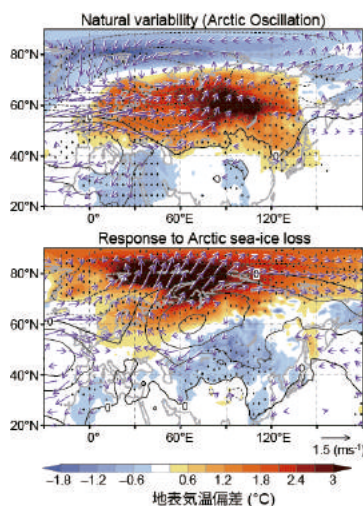 Natural variability (Arctic Oscillation)
80°N
60°N
40°N
20°N
0°
60°E
120°E
Response to Arctic sea-ice loss
80°N
60°N
40°N
20°N
0°
60°E
120°E
1.5 (ms⁻¹)
−1.8 −1.2 −0.6 0.6 1.2 1.8 2.4 3
地表気温偏差 (°C)